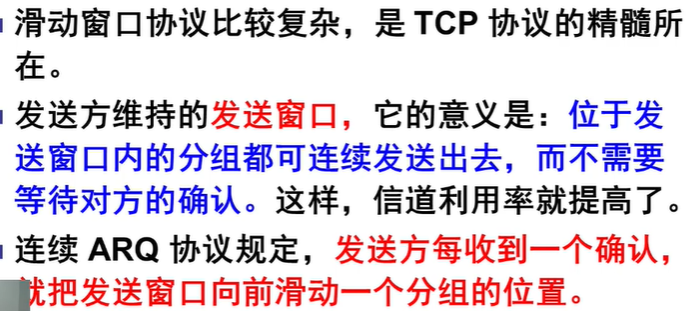 滑动窗口协议比较复杂，是 TCP 协议的精髓所
在。
发送方维持的发送窗口，它的意义是：位于发
送窗口内的分组都可连续发送出去，而不需要
等待对方的确认。这样，信道利用率就提高了。
连续 ARQ 协议规定，发送方每收到一个确认，
就把发送窗口向前滑动一个分组的位置。